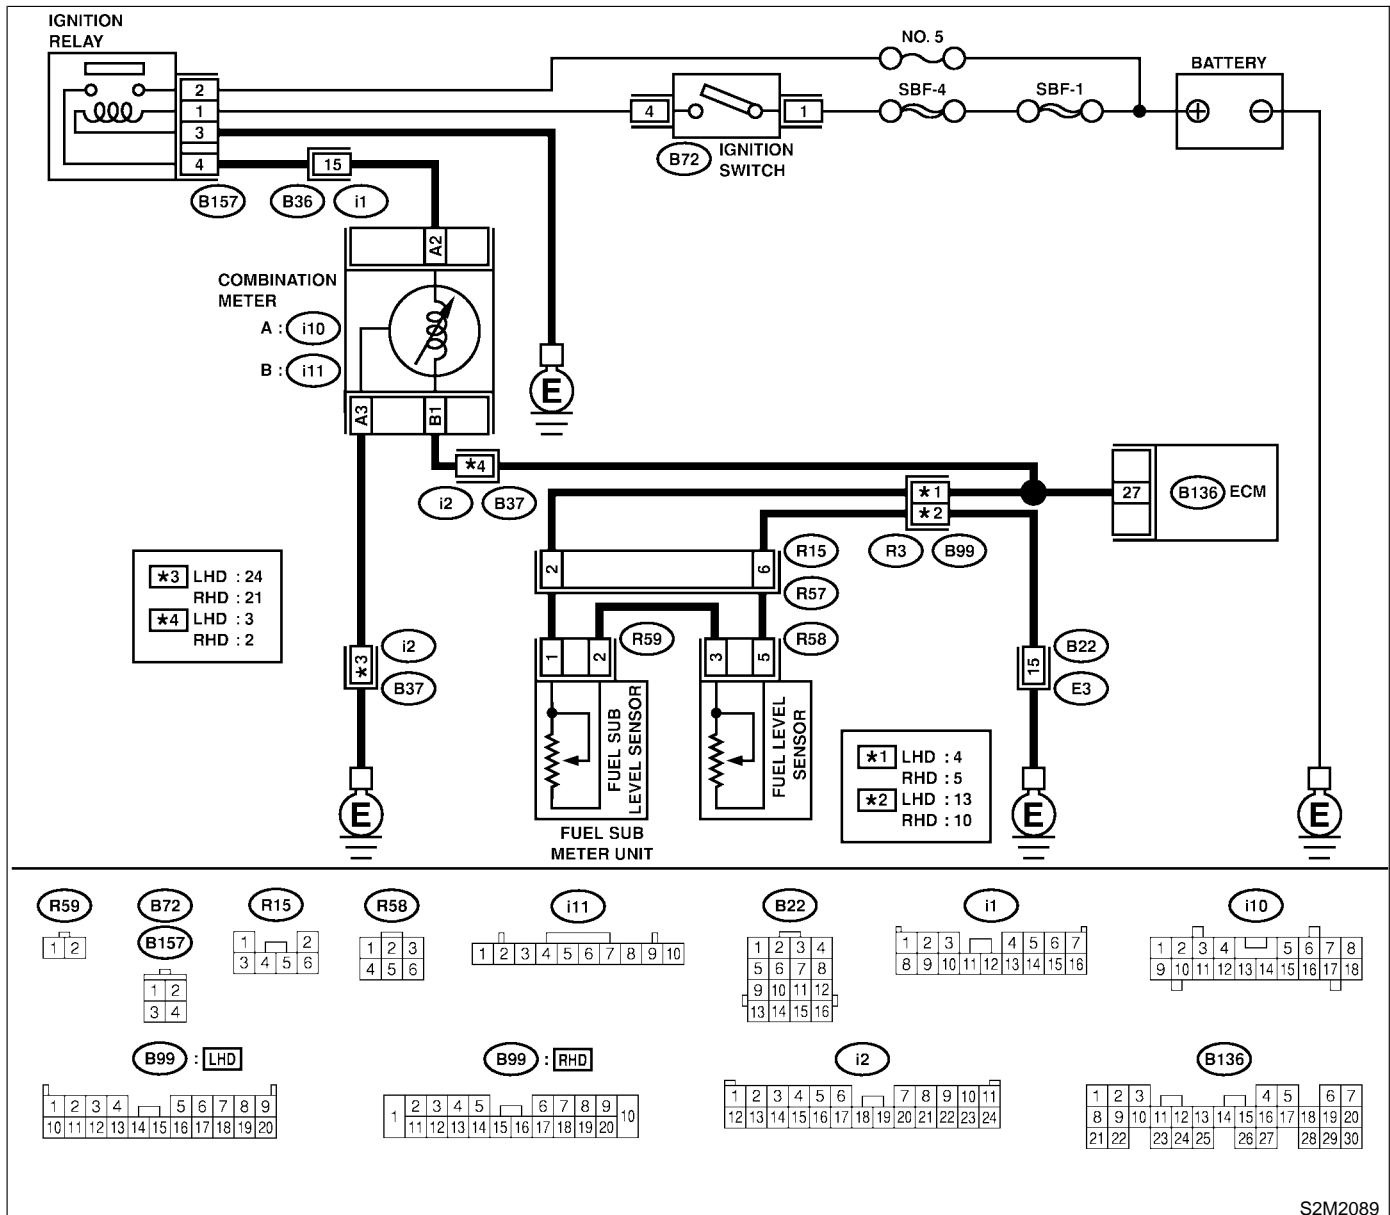 IGNITION
RELAY
NO. 5
BATTERY
SBF-4
SBF-1
2
1
3
4
4
1
B72
IGNITION
SWITCH
15
B157
B36
i1
A2
COMBINATION
METER
A : i10
B : i11
E
A3
B1
*4
i2
B37
*1
*2
27
B136
ECM
R3
B99
2
6
R15
R57
*3 LHD : 24
RHD : 21
*4 LHD : 3
RHD : 2
1
2
R59
3
5
R58
*3
i2
B37
15
B22
E3
FUEL SUB
LEVEL SENSOR
FUEL LEVEL
SENSOR
*1 LHD : 4
RHD : 5
*2 LHD : 13
RHD : 10
E
E
E
FUEL SUB
METER UNIT
R59
1 2
B72
B157
1 2
3 4
R15
1 2
3 4 5 6
R58
1 2 3
4 5 6
i11
1 2 3 4 5 6 7 8 9 10
B22
1 2 3 4
5 6 7 8
9 10 11 12
13 14 15 16
i1
1 2 3 4 5 6 7
8 9 10 11 12 13 14 15 16
i10
1 2 3 4 5 6 7 8
9 10 11 12 13 14 15 16 17 18
B99 : LHD
1 2 3 4 5 6 7 8 9
10 11 12 13 14 15 16 17 18 19 20
B99 : RHD
1 2 3 4 5 6 7 8 9 10
11 12 13 14 15 16 17 18 19 20
i2
1 2 3 4 5 6 7 8 9 10 11
12 13 14 15 16 17 18 19 20 21 22 23 24
B136
1 2 3 4 5 6 7
8 9 10 11 12 13 14 15 16 17 18 19 20
21 22 23 24 25 26 27 28 29 30
S2M2089